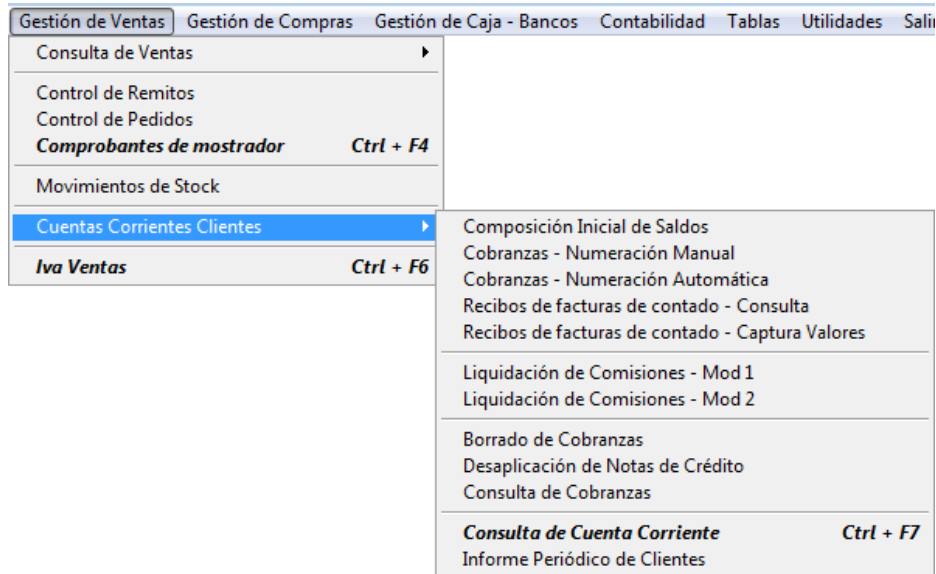 Gestión de Ventas Gestión de Compras Gestión de Caja - Bancos Contabilidad Tablas Utilidades
Consulta de Ventas
Control de Remitos
Control de Pedidos
Comprobantes de mostrador Ctrl + F4
Movimientos de Stock
Cuentas Corrientes Clientes
Iva Ventas Ctrl + F6
Composición Inicial de Saldos
Cobranzas - Numeración Manual
Cobranzas - Numeración Automática
Recibos de facturas de contado - Consulta
Recibos de facturas de contado - Captura Valores
Liquidación de Comisiones - Mod 1
Liquidación de Comisiones - Mod 2
Borrado de Cobranzas
Desaplicación de Notas de Crédito
Consulta de Cobranzas
Consulta de Cuenta Corriente Ctrl + F7
Informe Periódico de Clientes